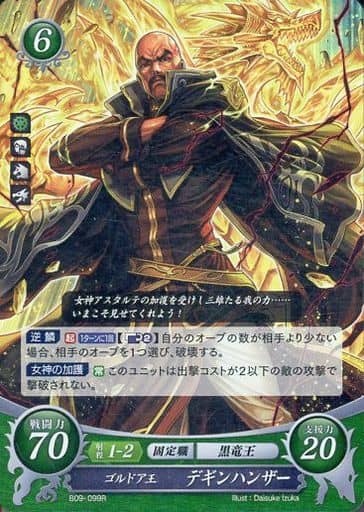 6
女神アスタルテの加護を受けし三雄たる我の力……
いまこそ見せてくれよう！
逆鱗 起 1ターンに1回 【2】自分のオーブの数が相手より少ない
場合、相手のオーブを1つ選び、破壊する。
女神の加護 常 このユニットは出撃コストが2以下の敵の攻撃で
撃破されない。
戦闘力 70
射程 1-2 固定職 黒竜王
支援力 20
ゴルドア王 デギンハンザー
B09-099R
Illust : Daisuke Izuka